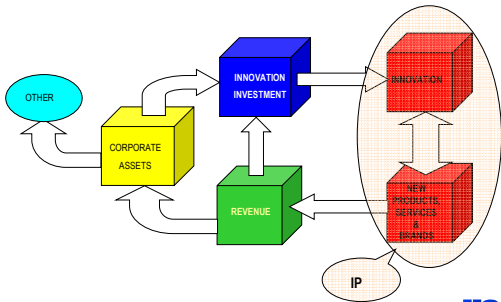 INNOVATION
INVESTMENT
INNOVATION
OTHER
CORPORATE
ASSETS
REVENUE
NEW
PRODUCTS
SERVICES
&
BRANDS
IP